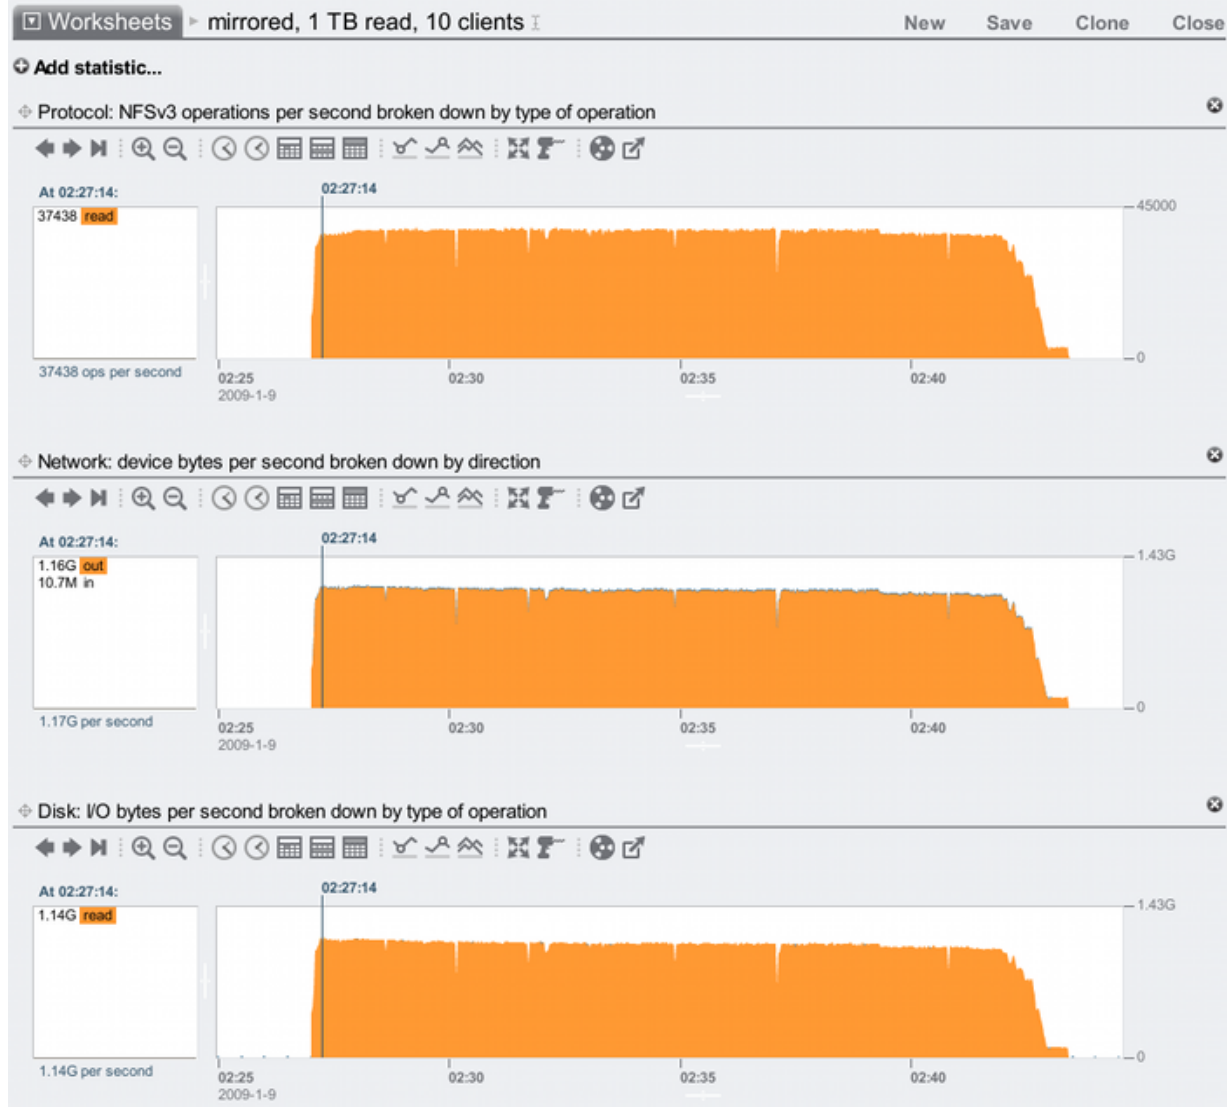 Worksheets mirrored, 1 TB read, 10 clients New Save Clone Close
Add statistic...
Protocol: NFSv3 operations per second broken down by type of operation
At 02:27:14: 02:27:14
37438 read 45000
0
37438 ops per second 02:25 02:30 02:35 02:40
2009-1-9
Network: device bytes per second broken down by direction
At 02:27:14: 02:27:14
1.16G out 1.43G
10.7M in
0
1.17G per second 02:25 02:30 02:35 02:40
2009-1-9
Disk: I/O bytes per second broken down by type of operation
At 02:27:14: 02:27:14
1.14G read 1.43G
0
1.14G per second 02:25 02:30 02:35 02:40
2009-1-9